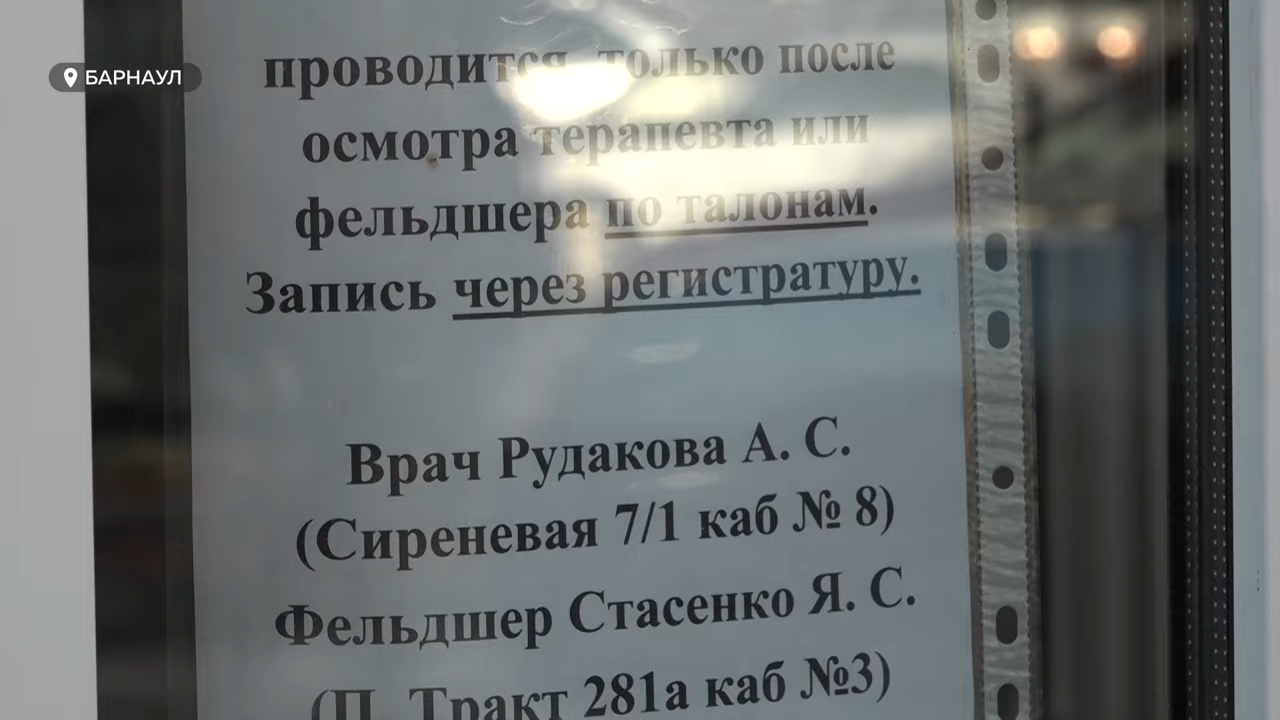 БАРНАУЛ
проводится только после
осмотра терапевта или
фельдшера по талонам.
Запись через регистратуру.
Врач Рудакова А. С.
(Сиреневая 7/1 каб № 8)
Фельдшер Стасенко Я. С.
(П. Тракт 281а каб №3)